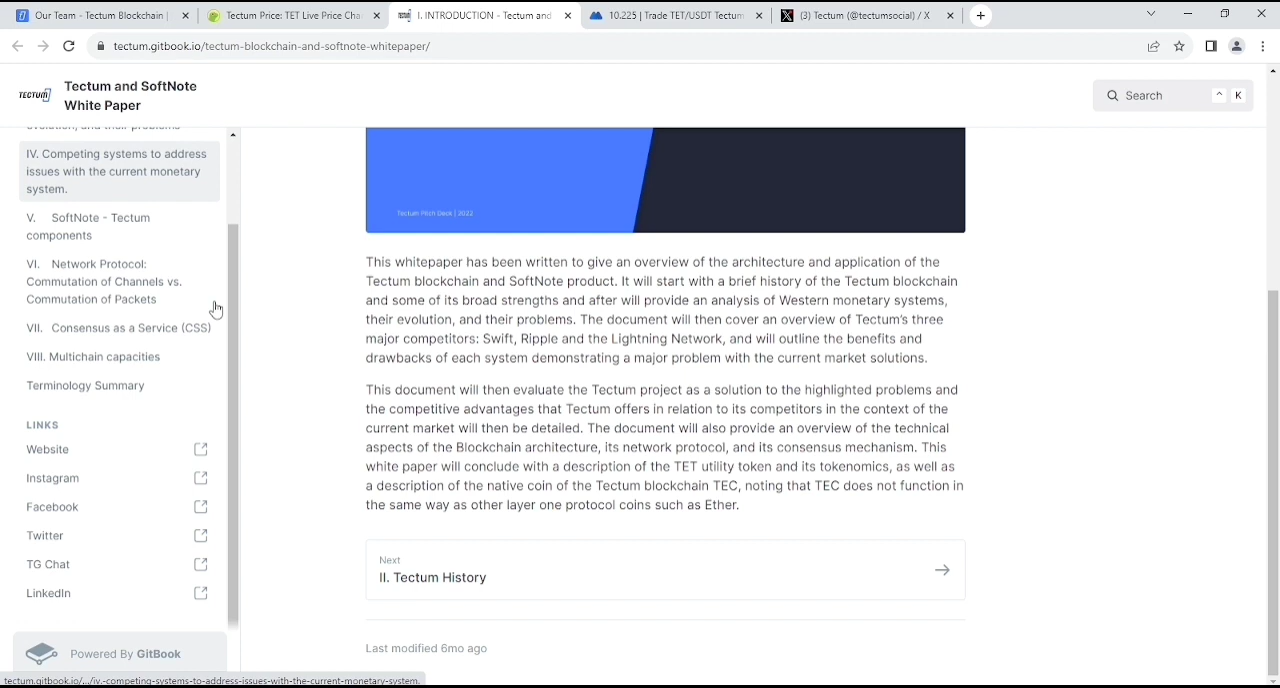 Our Team - Tectum Blockchain |
Tectum Price: TET Live Price Cha
I. INTRODUCTION - Tectum and
10.225 | Trade TET/USDT Tectum
(3) Tectum (@tectumsocial) / X
tectum.gitbook.io/tectum-blockchain-and-softnote-whitepaper/
TECTUM
Tectum and SoftNote
White Paper
Search ^ K
evolution, and their problems
IV. Competing systems to address
issues with the current monetary
system.
V. SoftNote - Tectum
components
VI. Network Protocol:
Commutation of Channels vs.
Commutation of Packets
VII. Consensus as a Service (CSS)
VIII. Multichain capacities
Terminology Summary
LINKS
Website
Instagram
Facebook
Twitter
TG Chat
LinkedIn
Powered By GitBook
tectum.gitbook.io/.../iv.-competing-systems-to-address-issues-with-the-current-monetary-system.
Tectum Pitch Deck | 2022
This whitepaper has been written to give an overview of the architecture and application of the
Tectum blockchain and SoftNote product. It will start with a brief history of the Tectum blockchain
and some of its broad strengths and after will provide an analysis of Western monetary systems,
their evolution, and their problems. The document will then cover an overview of Tectum's three
major competitors: Swift, Ripple and the Lightning Network, and will outline the benefits and
drawbacks of each system demonstrating a major problem with the current market solutions.
This document will then evaluate the Tectum project as a solution to the highlighted problems and
the competitive advantages that Tectum offers in relation to its competitors in the context of the
current market will then be detailed. The document will also provide an overview of the technical
aspects of the Blockchain architecture, its network protocol, and its consensus mechanism. This
white paper will conclude with a description of the TET utility token and its tokenomics, as well as
a description of the native coin of the Tectum blockchain TEC, noting that TEC does not function in
the same way as other layer one protocol coins such as Ether.
Next
II. Tectum History
Last modified 6mo ago